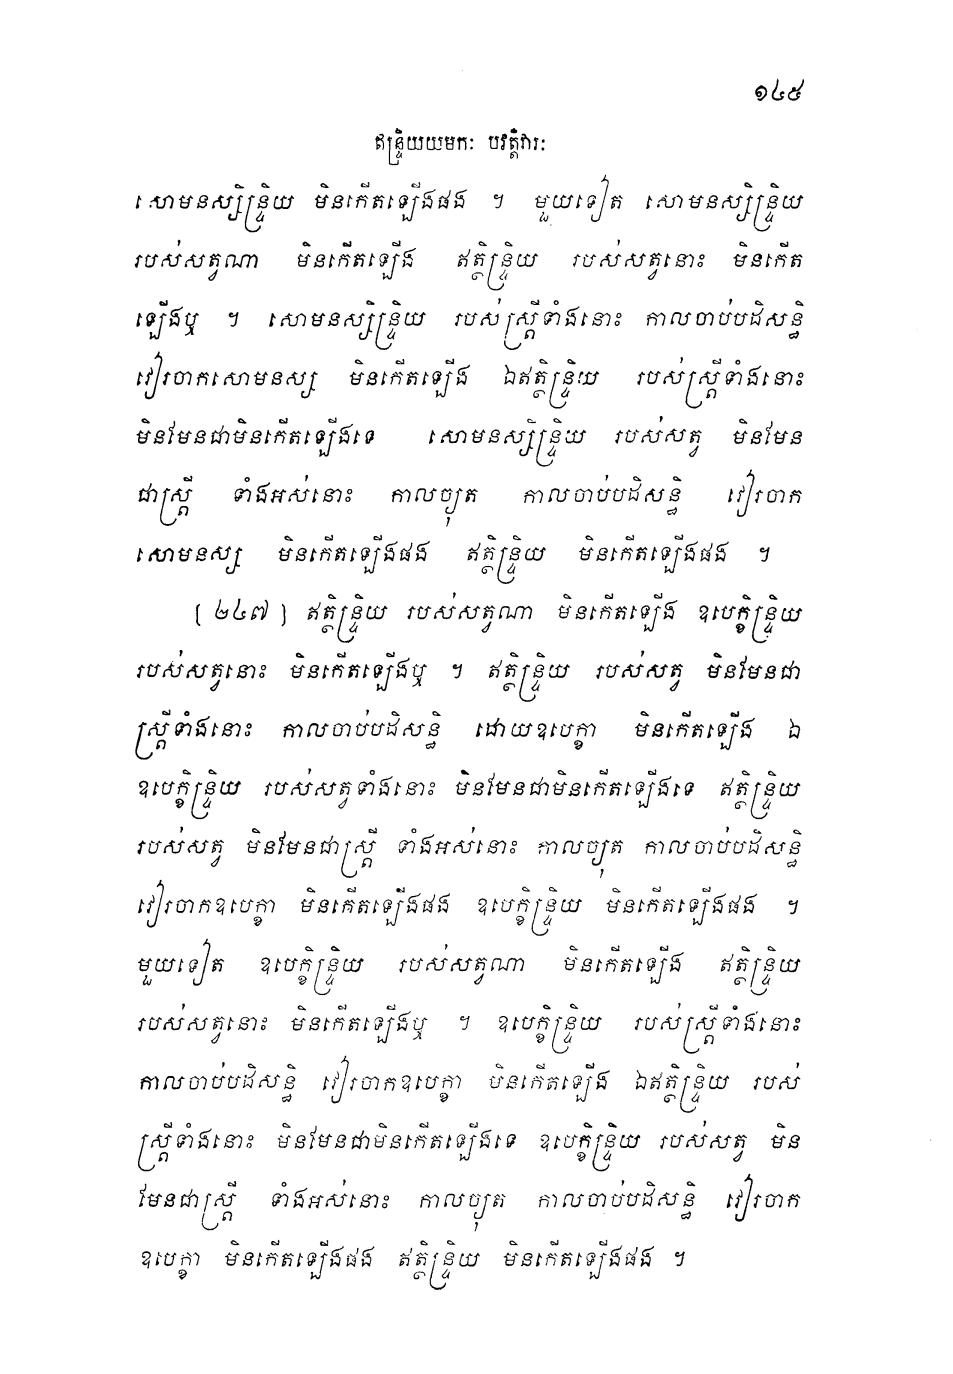 ១៤៥
ឥន្ទ្រិយយមកៈ បវត្តិវារៈ
សោមនស្សិន្ទ្រិយ មិនកើតឡើងផង ។ មួយទៀត សោមនស្សិន្ទ្រិយ
របស់សត្វណា មិនកើតឡើង ឥត្ថិន្ទ្រិយ របស់សត្វនោះ មិនកើត
ឡើងឬ ។ សោមនស្សិន្ទ្រិយ របស់ស្ត្រីទាំងនោះ កាលចាប់បដិសន្ធិ
វៀរចាកសោមនស្ស មិនកើតឡើង ឯឥត្ថិន្ទ្រិយ របស់ស្ត្រីទាំងនោះ
មិនមែនជាមិនកើតឡើងទេ សោមនស្សិន្ទ្រិយ របស់សត្វ មិនមែន
ជាស្ត្រី ទាំងអស់នោះ កាលច្យុត កាលចាប់បដិសន្ធិ វៀរចាក
សោមនស្ស មិនកើតឡើងផង ឥត្ថិន្ទ្រិយ មិនកើតឡើងផង ។
[ ២៤៧ ] ឥត្ថិន្ទ្រិយ របស់សត្វណា មិនកើតឡើង ឧបេក្ខិន្ទ្រិយ
របស់សត្វនោះ មិនកើតឡើងឬ ។ ឥត្ថិន្ទ្រិយ របស់សត្វ មិនមែនជា
ស្ត្រីទាំងនោះ កាលចាប់បដិសន្ធិ ដោយឧបេក្ខា មិនកើតឡើង ឯ
ឧបេក្ខិន្ទ្រិយ របស់សត្វទាំងនោះ មិនមែនជាមិនកើតឡើងទេ ឥត្ថិន្ទ្រិយ
របស់សត្វ មិនមែនជាស្ត្រី ទាំងអស់នោះ កាលច្យុត កាលចាប់បដិសន្ធិ
វៀរចាកឧបេក្ខា មិនកើតឡើងផង ឧបេក្ខិន្ទ្រិយ មិនកើតឡើងផង ។
មួយទៀត ឧបេក្ខិន្ទ្រិយ របស់សត្វណា មិនកើតឡើង ឥត្ថិន្ទ្រិយ
របស់សត្វនោះ មិនកើតឡើងឬ ។ ឧបេក្ខិន្ទ្រិយ របស់ស្ត្រីទាំងនោះ
កាលចាប់បដិសន្ធិ វៀរចាកឧបេក្ខា មិនកើតឡើង ឯឥត្ថិន្ទ្រិយ របស់
ស្ត្រីទាំងនោះ មិនមែនជាមិនកើតឡើងទេ ឧបេក្ខិន្ទ្រិយ របស់សត្វ មិន
មែនជាស្ត្រី ទាំងអស់នោះ កាលច្យុត កាលចាប់បដិសន្ធិ វៀរចាក
ឧបេក្ខា មិនកើតឡើងផង ឥត្ថិន្ទ្រិយ មិនកើតឡើងផង ។